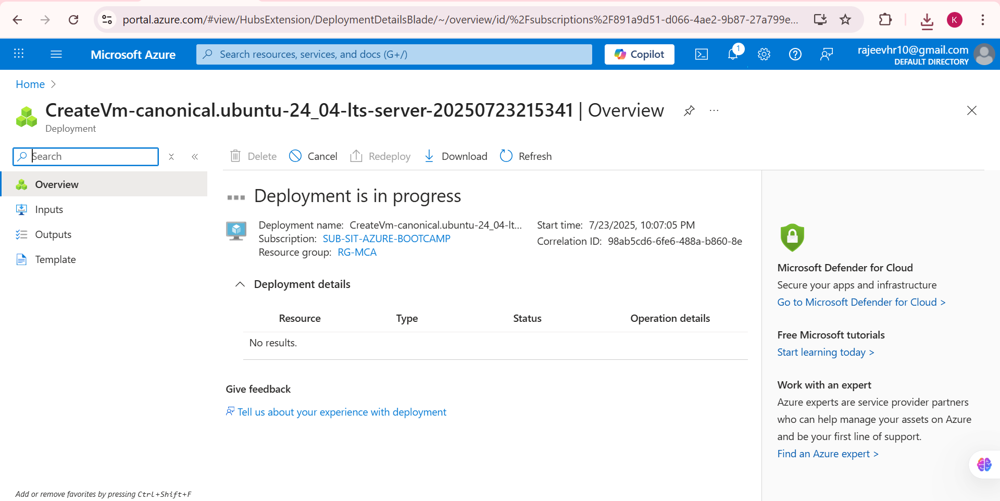 portal.azure.com/#view/HubsExtension/DeploymentDetailsBlade/~/overview/id/%2Fsubscriptions%2F891a9d51-d066-4ae2-9b87-27a799e...
K
Microsoft Azure
Search resources, services, and docs (G+/)
Copilot
1
rajeevhr10@gmail.com
DEFAULT DIRECTORY
Home
CreateVm-canonical.ubuntu-24_04-lts-server-20250723215341 | Overview
Deployment
Search
Delete
Cancel
Redeploy
Download
Refresh
Overview
Inputs
Outputs
Template
Deployment is in progress
Deployment name: CreateVm-canonical.ubuntu-24_04-lt...
Subscription: SUB-SIT-AZURE-BOOTCAMP
Resource group: RG-MCA
Start time: 7/23/2025, 10:07:05 PM
Correlation ID: 98ab5cd6-6fe6-488a-b860-8e
Deployment details
Resource Type Status Operation details
No results.
Give feedback
Tell us about your experience with deployment
Microsoft Defender for Cloud
Secure your apps and infrastructure
Go to Microsoft Defender for Cloud >
Free Microsoft tutorials
Start learning today >
Work with an expert
Azure experts are service provider partners
who can help manage your assets on Azure
and be your first line of support.
Find an Azure expert >
Add or remove favorites by pressing Ctrl+Shift+F